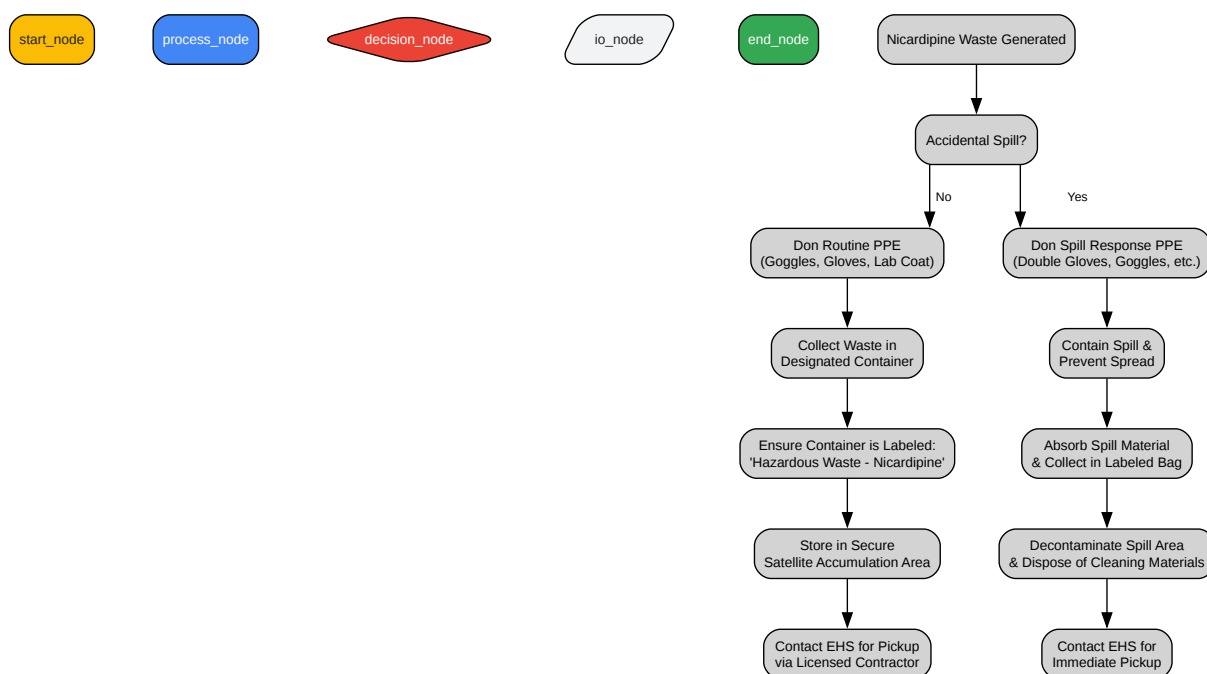 start_node
process_node
decision_node
io_node
end_node
Nicardipine Waste Generated
Accidental Spill?
No
Yes
Don Routine PPE
(Goggles, Gloves, Lab Coat)
Don Spill Response PPE
(Double Gloves, Goggles, etc.)
Collect Waste in
Designated Container
Contain Spill &
Prevent Spread
Ensure Container is Labeled:
'Hazardous Waste - Nicardipine'
Absorb Spill Material
& Collect in Labeled Bag
Store in Secure
Satellite Accumulation Area
Decontaminate Spill Area
& Dispose of Cleaning Materials
Contact EHS for Pickup
via Licensed Contractor
Contact EHS for
Immediate Pickup